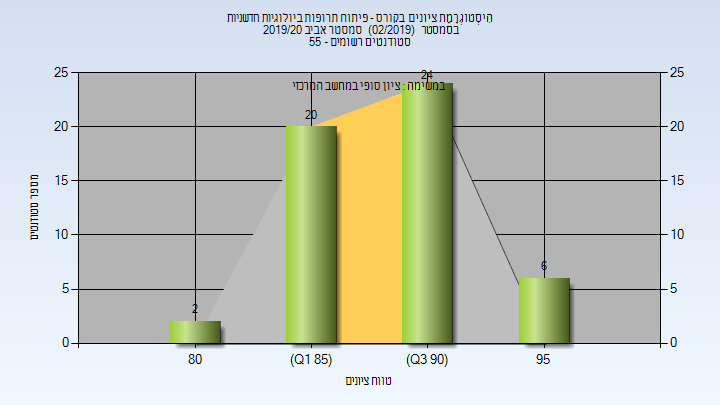 היסטוגרמת ציונים בקורס - פיתוח תרופות ביולוגיות חדשניות
בסמסטר (02/2019) סמסטר אביב 2019/20
סטודנטים רשומים - 55
במשימה : ציון סופי במחשב המרכזי
25 25
24
20 20
20
15 15
מספר סטודנטים
10 10
6
5 5
2
0 0
80 (Q1 85) (Q3 90) 95
טווח ציונים